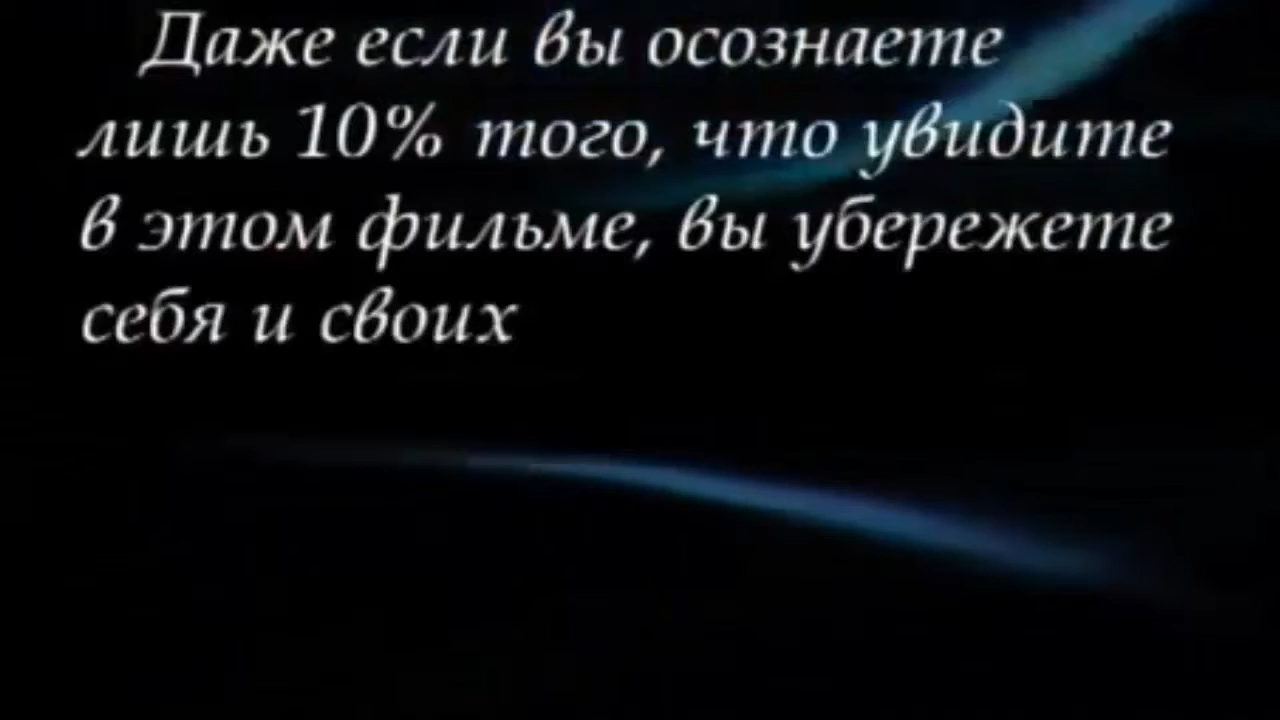 Даже если вы осознаете
лишь 10% того, что увидите
в этом фильме, вы убережете
себя и своих